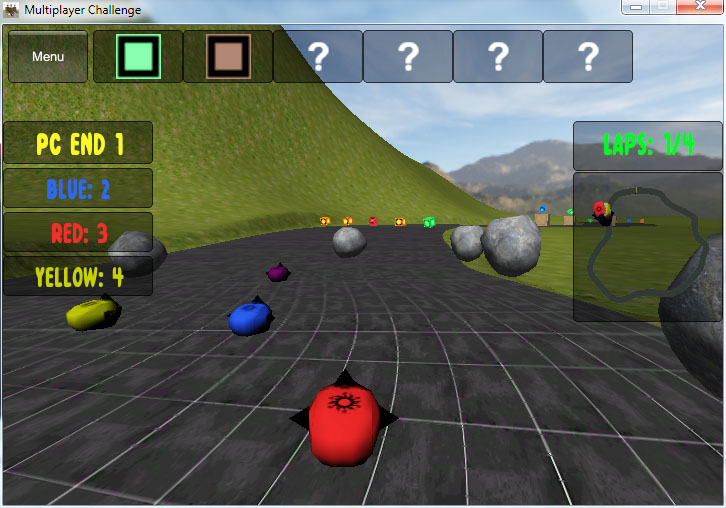 Multiplayer Challenge
Menu
? ? ? ?
PC END 1
BLUE: 2
RED: 3
YELLOW: 4
LAPS: 1/4